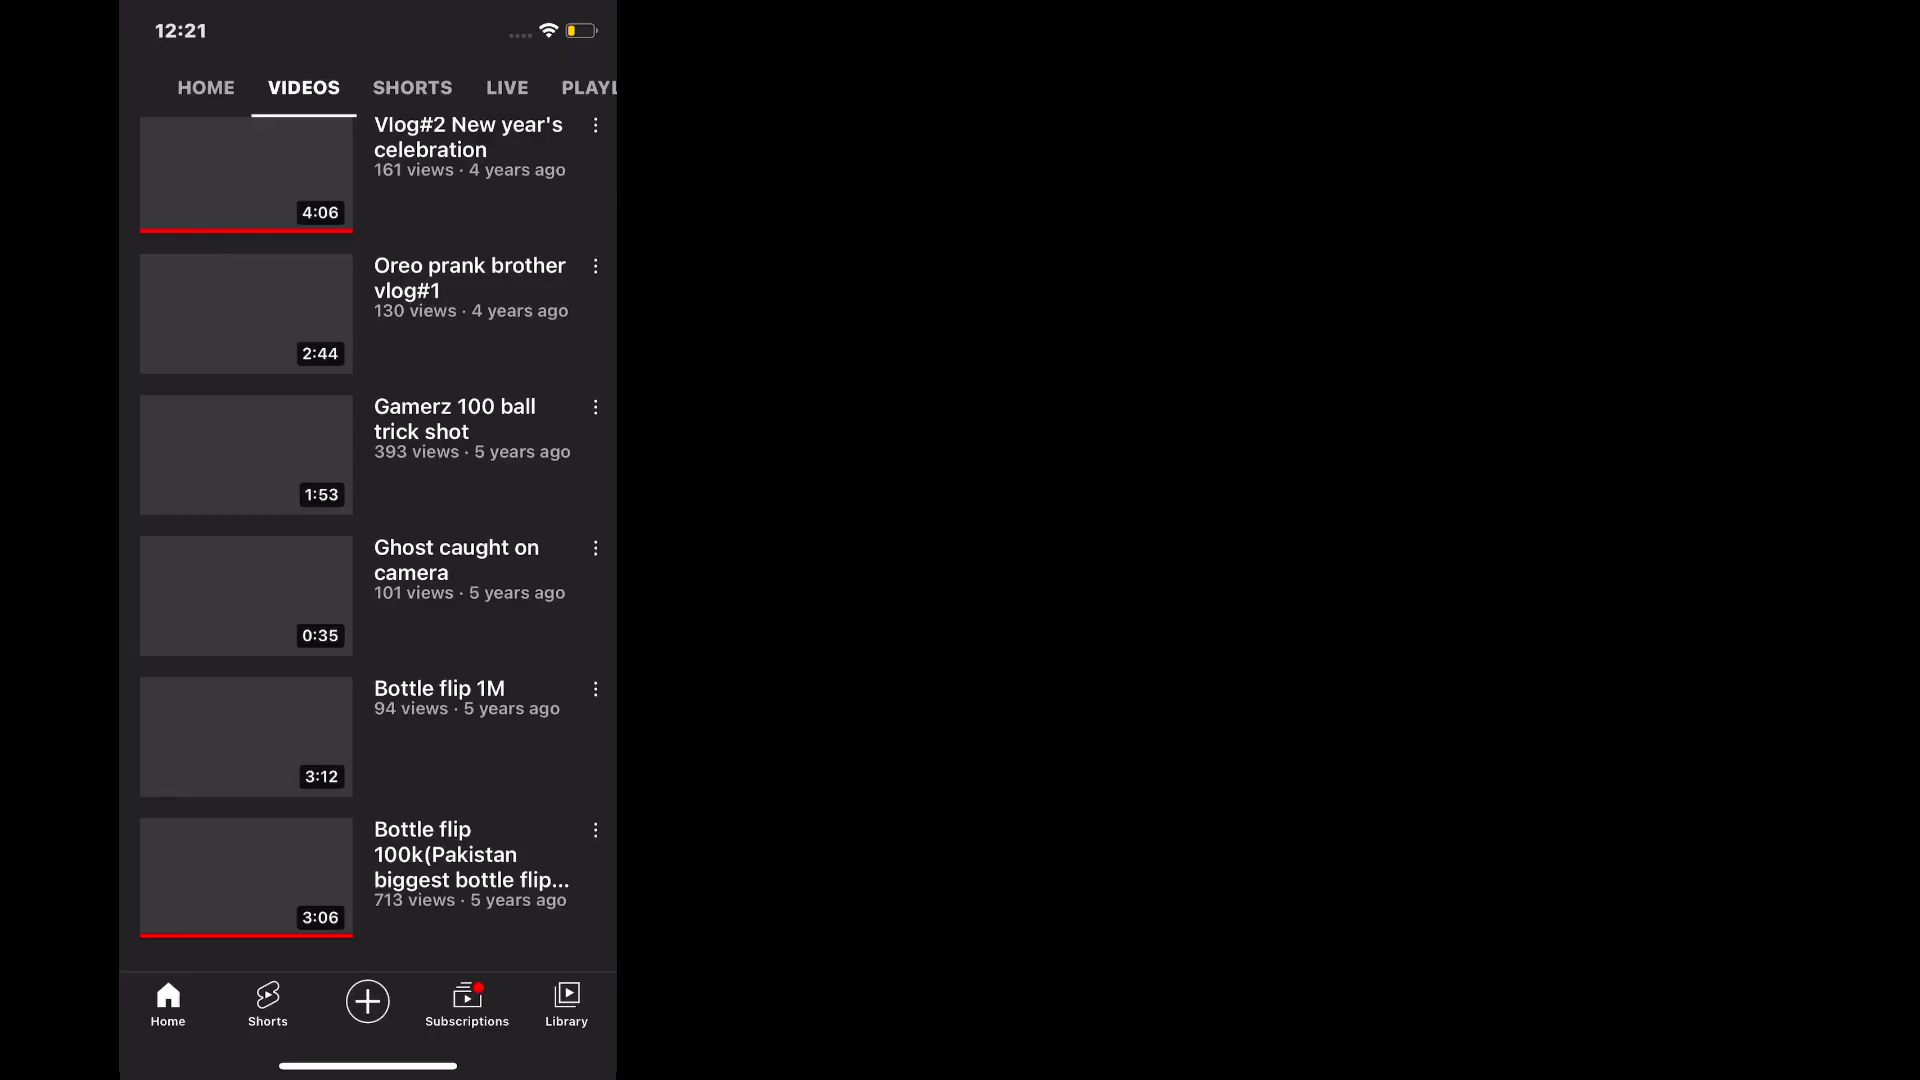 12:21
HOME VIDEOS SHORTS LIVE PLAYL
Vlog#2 New year's
celebration
161 views · 4 years ago
4:06
Oreo prank brother
vlog#1
130 views · 4 years ago
2:44
Gamerz 100 ball
trick shot
393 views · 5 years ago
1:53
Ghost caught on
camera
101 views · 5 years ago
0:35
Bottle flip 1M
94 views · 5 years ago
3:12
Bottle flip
100k(Pakistan
biggest bottle flip...
713 views · 5 years ago
3:06
Home Shorts Subscriptions Library